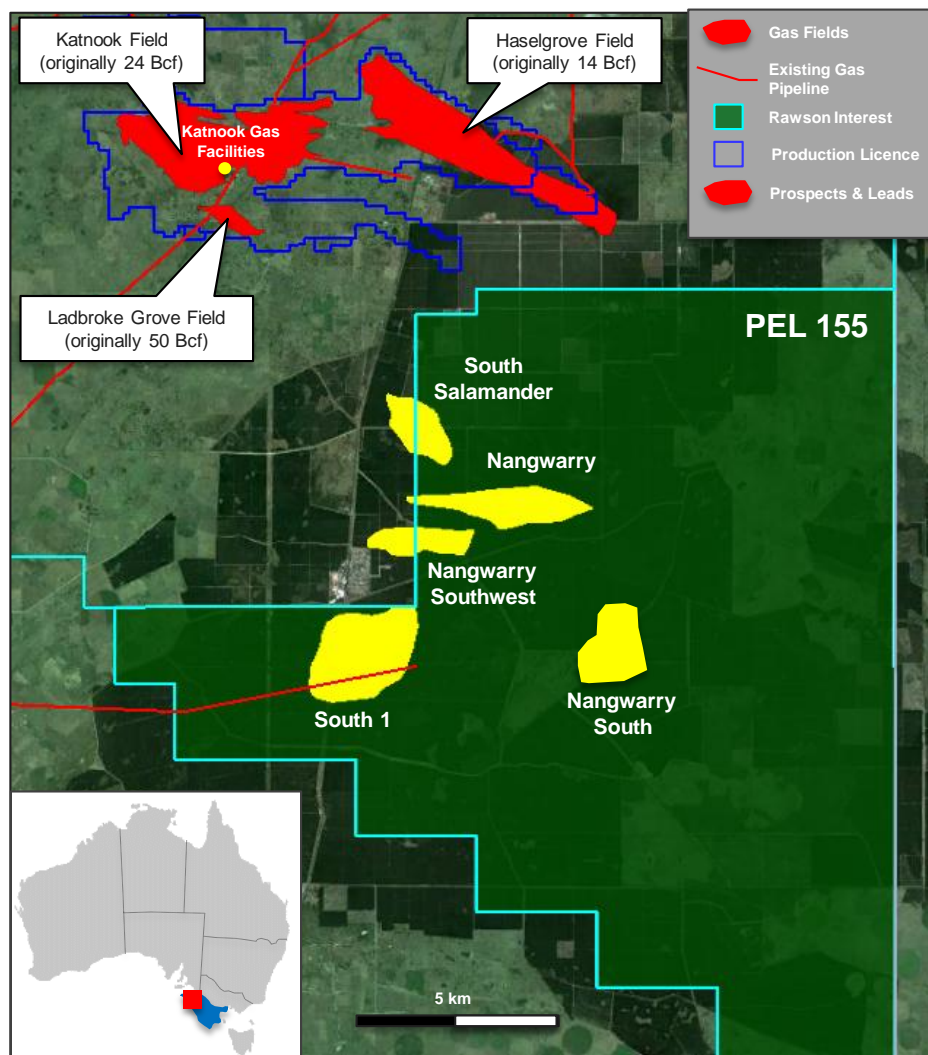 Katnook Field
(originally 24 Bcf)
Haselgrove Field
(originally 14 Bcf)
Gas Fields
Existing Gas
Pipeline
Rawson Interest
Production Licence
Prospects & Leads
Katnook Gas
Facilities
Ladbroke Grove Field
(originally 50 Bcf)
PEL 155
South
Salamander
Nangwarry
Nangwarry
Southwest
South 1
Nangwarry
South
5 km